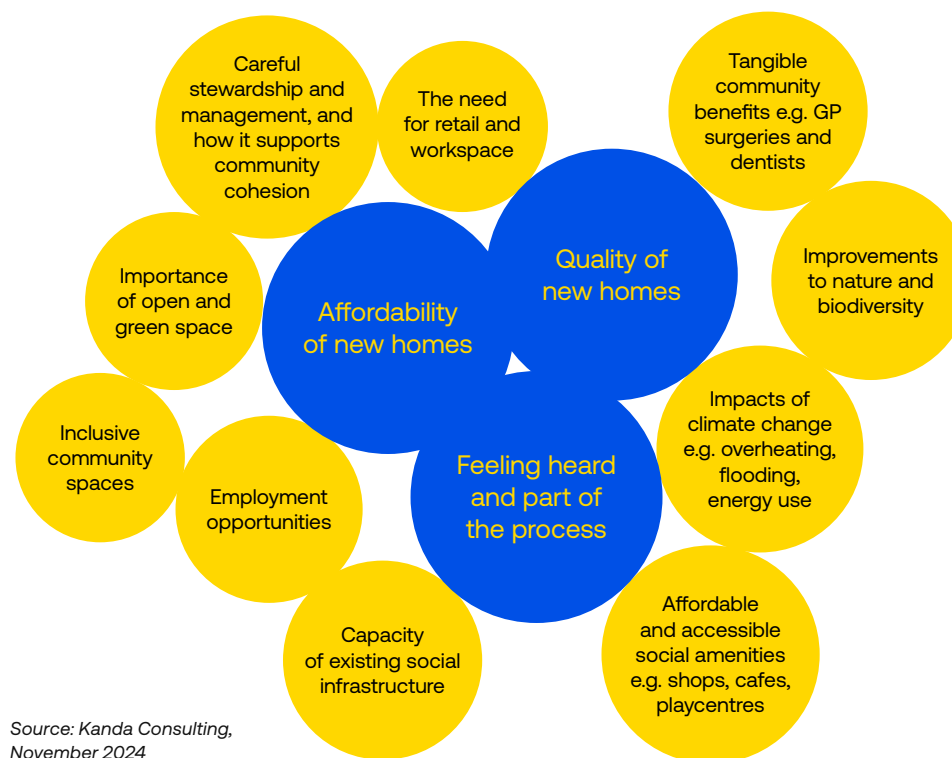 Careful
stewardship and
management, and
how it supports
community
cohesion
The need
for retail and
workspace
Tangible
community
benefits e.g. GP
surgeries and
dentists
Quality of
new homes
Improvements
to nature and
biodiversity
Importance
of open and
green space
Affordability
of new homes
Impacts of
climate change
e.g. overheating,
flooding,
energy use
Inclusive
community
spaces
Feeling heard
and part of
the process
Employment
opportunities
Affordable
and accessible
social amenities
e.g. shops, cafes,
playcentres
Capacity
of existing social
infrastructure
Source: Kanda Consulting,
November 2024